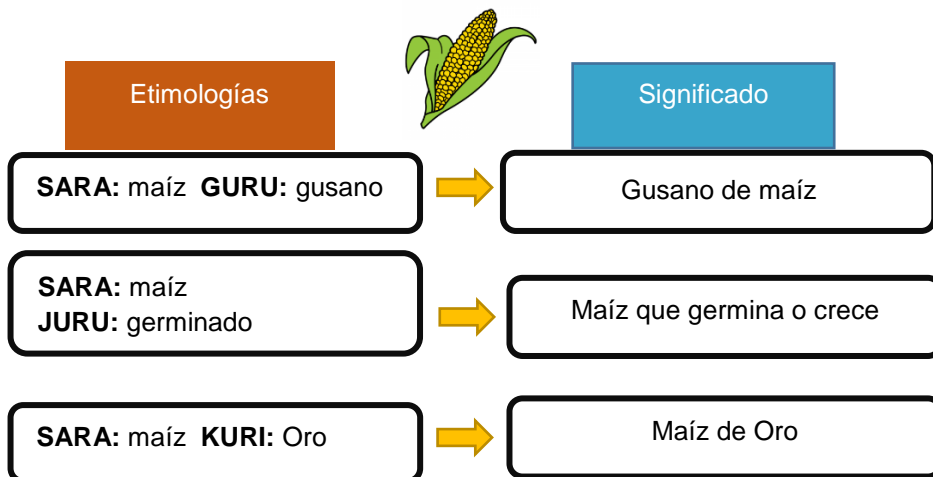 Etimologías
Significado
SARA: maíz GURU: gusano
Gusano de maíz
SARA: maíz
JURU: germinado
Maíz que germina o crece
SARA: maíz KURI: Oro
Maíz de Oro